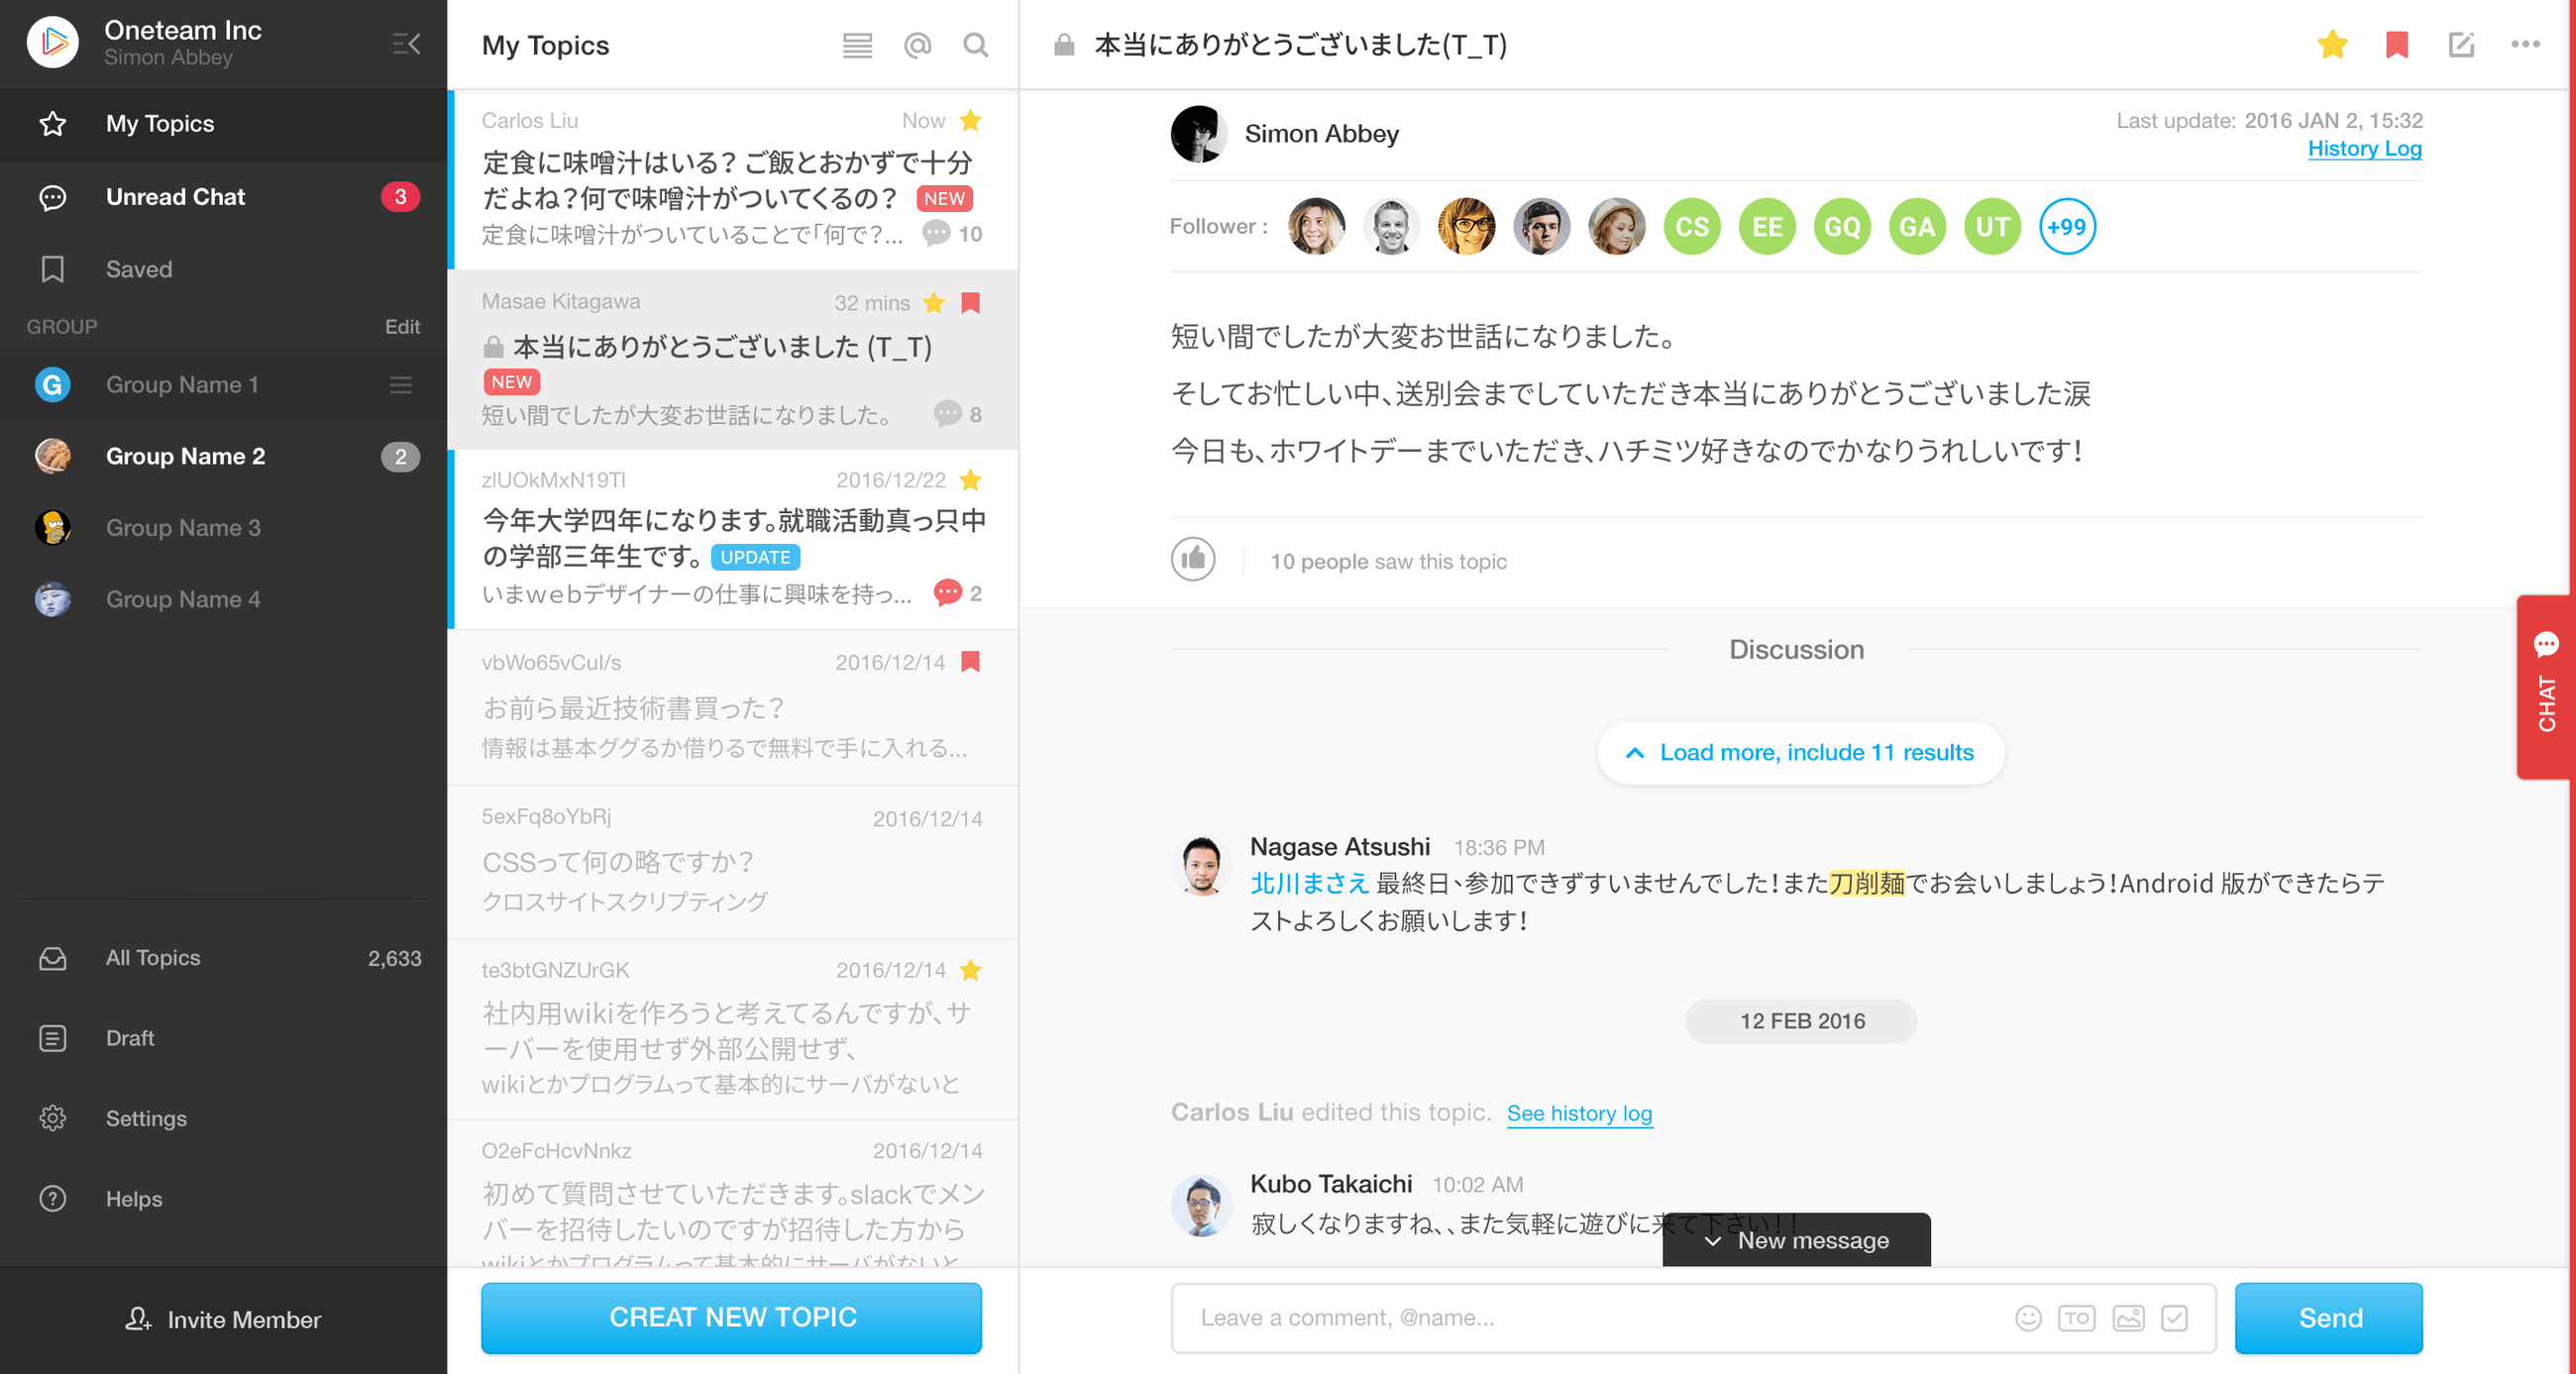 Oneteam Inc
Simon Abbey
My Topics
Unread Chat 3
Saved
GROUP Edit
G Group Name 1
Group Name 2 2
Group Name 3
Group Name 4
All Topics 2,633
Draft
Settings
Helps
Invite Member
My Topics
Carlos Liu Now
定食に味噌汁はいる？ご飯とおかずで十分
だよね？何で味噌汁がついてくるの？ NEW
定食に味噌汁がついていることで「何で？... 10
Masae Kitagawa 32 mins
本当にありがとうございました (T_T)
NEW
短い間でしたが大変お世話になりました。 8
zlUOkMxN19Tl 2016/12/22
今年大学四年になります。就職活動真っ只中
の学部三年生です。 UPDATE
いまｗｅｂデザイナーの仕事に興味を持っ... 2
vbWo65vCuI/s 2016/12/14
お前ら最近技術書買った？
情報は基本ググるか借りるで無料で手に入れる...
5exFq8oYbRj 2016/12/14
CSSって何の略ですか？
クロスサイトスクリプティング
te3btGNZUrGK 2016/12/14
社内用wikiを作ろうと考えてるんですが、サ
ーバーを使用せず外部公開せず、
wikiとかプログラムって基本的にサーバがないと
O2eFcHcvNnkz 2016/12/14
初めて質問させていただきます。slackでメン
バーを招待したいのですが招待した方から
wikiとかプログラムって基本的にサーバがないと
CREAT NEW TOPIC
本当にありがとうございました(T_T)
Simon Abbey
Last update: 2016 JAN 2, 15:32
History Log
Follower : CS EE GQ GA UT +99
短い間でしたが大変お世話になりました。
そしてお忙しい中、送別会までしていただき本当にありがとうございました涙
今日も、ホワイトデーまでいただき、ハチミツ好きなのでかなりうれしいです！
10 people saw this topic
Discussion
Load more, include 11 results
Nagase Atsushi 18:36 PM
北川まさえ 最終日、参加できずすいませんでした！また刀削麺でお会いしましょう！Android 版ができたらテ
ストよろしくお願いします！
12 FEB 2016
Carlos Liu edited this topic. See history log
Kubo Takaichi 10:02 AM
寂しくなりますね、、また気軽に遊びに来て下さい！！
New message
Leave a comment, @name...
TO
Send
CHAT